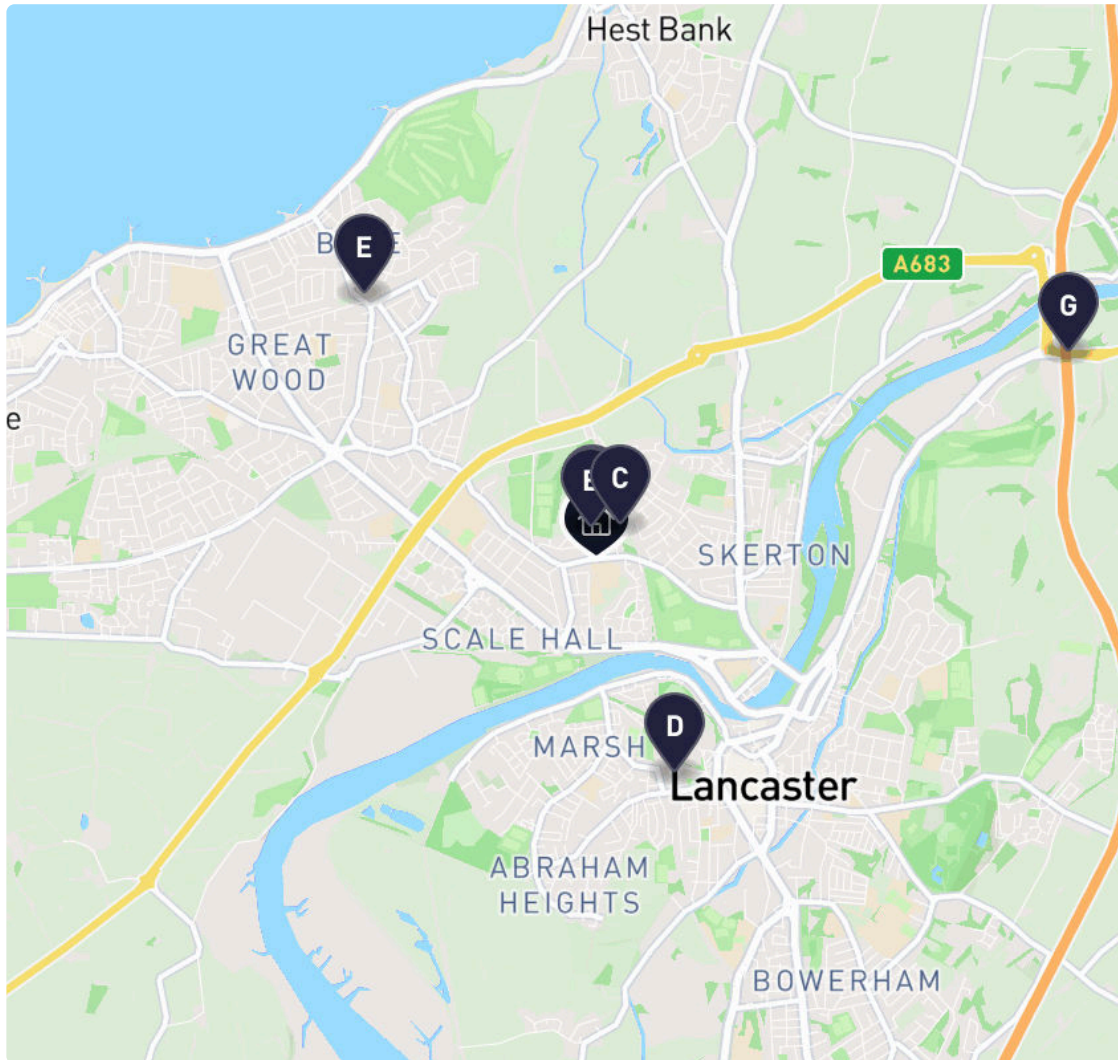 Hest Bank
E
A683
G
GREAT
WOOD
e
C
SKERTON
SCALE HALL
D
MARSH
Lancaster
ABRAHAM
HEIGHTS
BOWERHAM